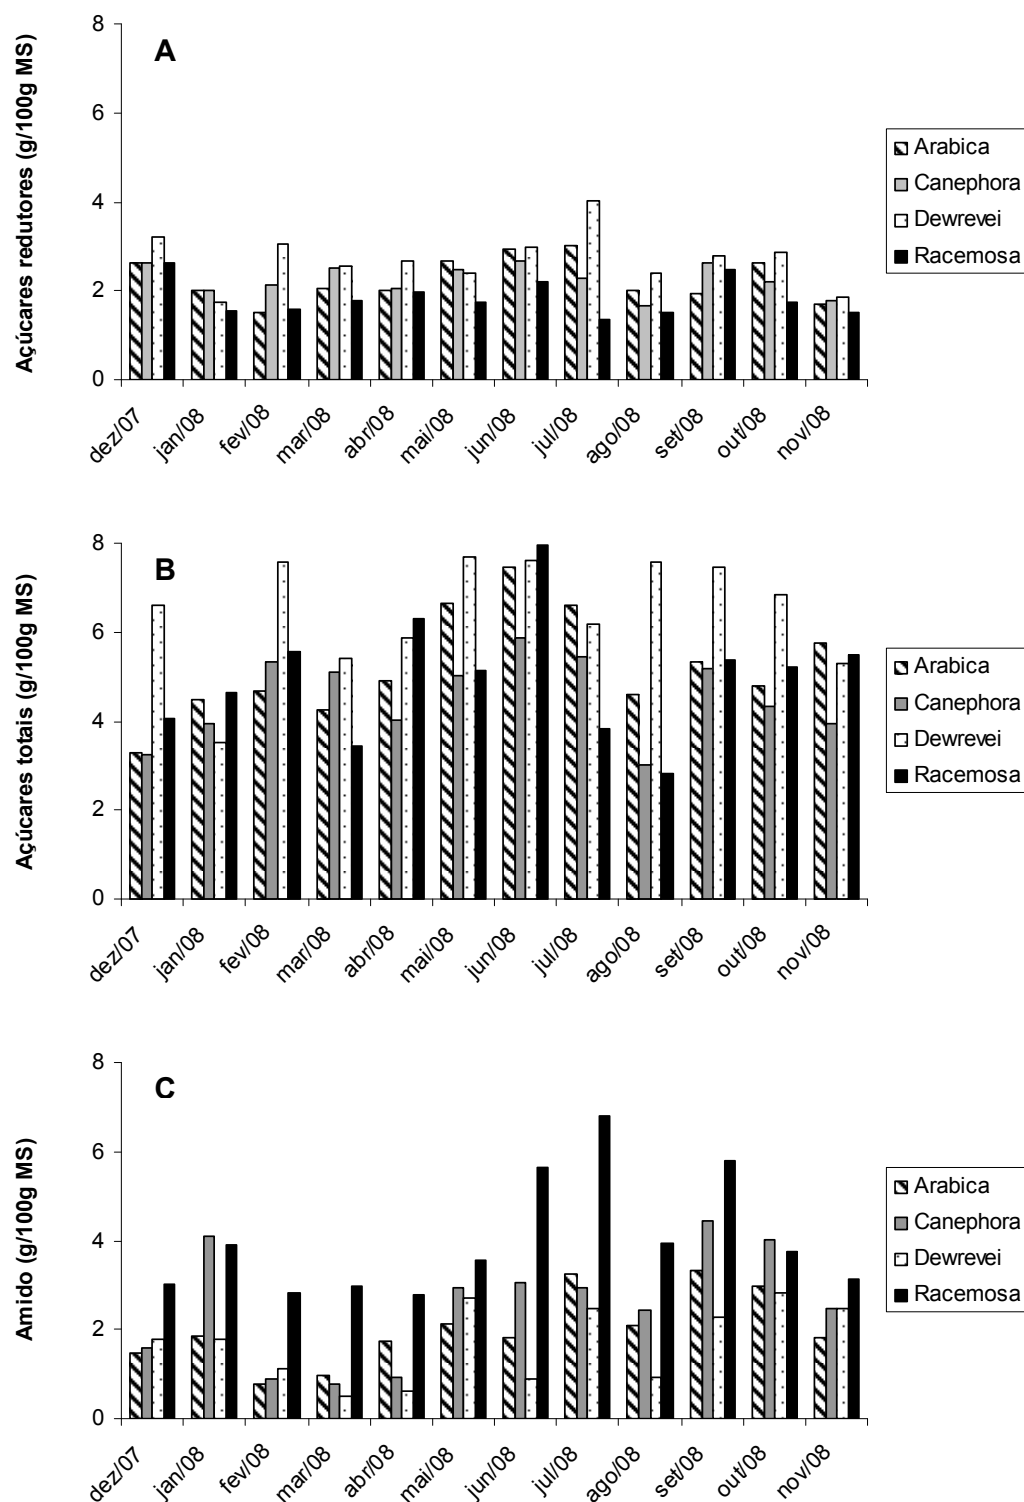 A
Açúcares redutores (g/100g MS)
8
6
4
2
0
dez/07
jan/08
fev/08
mar/08
abr/08
mai/08
jun/08
jul/08
ago/08
set/08
out/08
nov/08
Arabica
Canephora
Dewrevei
Racemosa
B
Açúcares totais (g/100g MS)
8
6
4
2
0
dez/07
jan/08
fev/08
mar/08
abr/08
mai/08
jun/08
jul/08
ago/08
set/08
out/08
nov/08
Arabica
Canephora
Dewrevei
Racemosa
C
Amido (g/100g MS)
8
6
4
2
0
dez/07
jan/08
fev/08
mar/08
abr/08
mai/08
jun/08
jul/08
ago/08
set/08
out/08
nov/08
Arabica
Canephora
Dewrevei
Racemosa